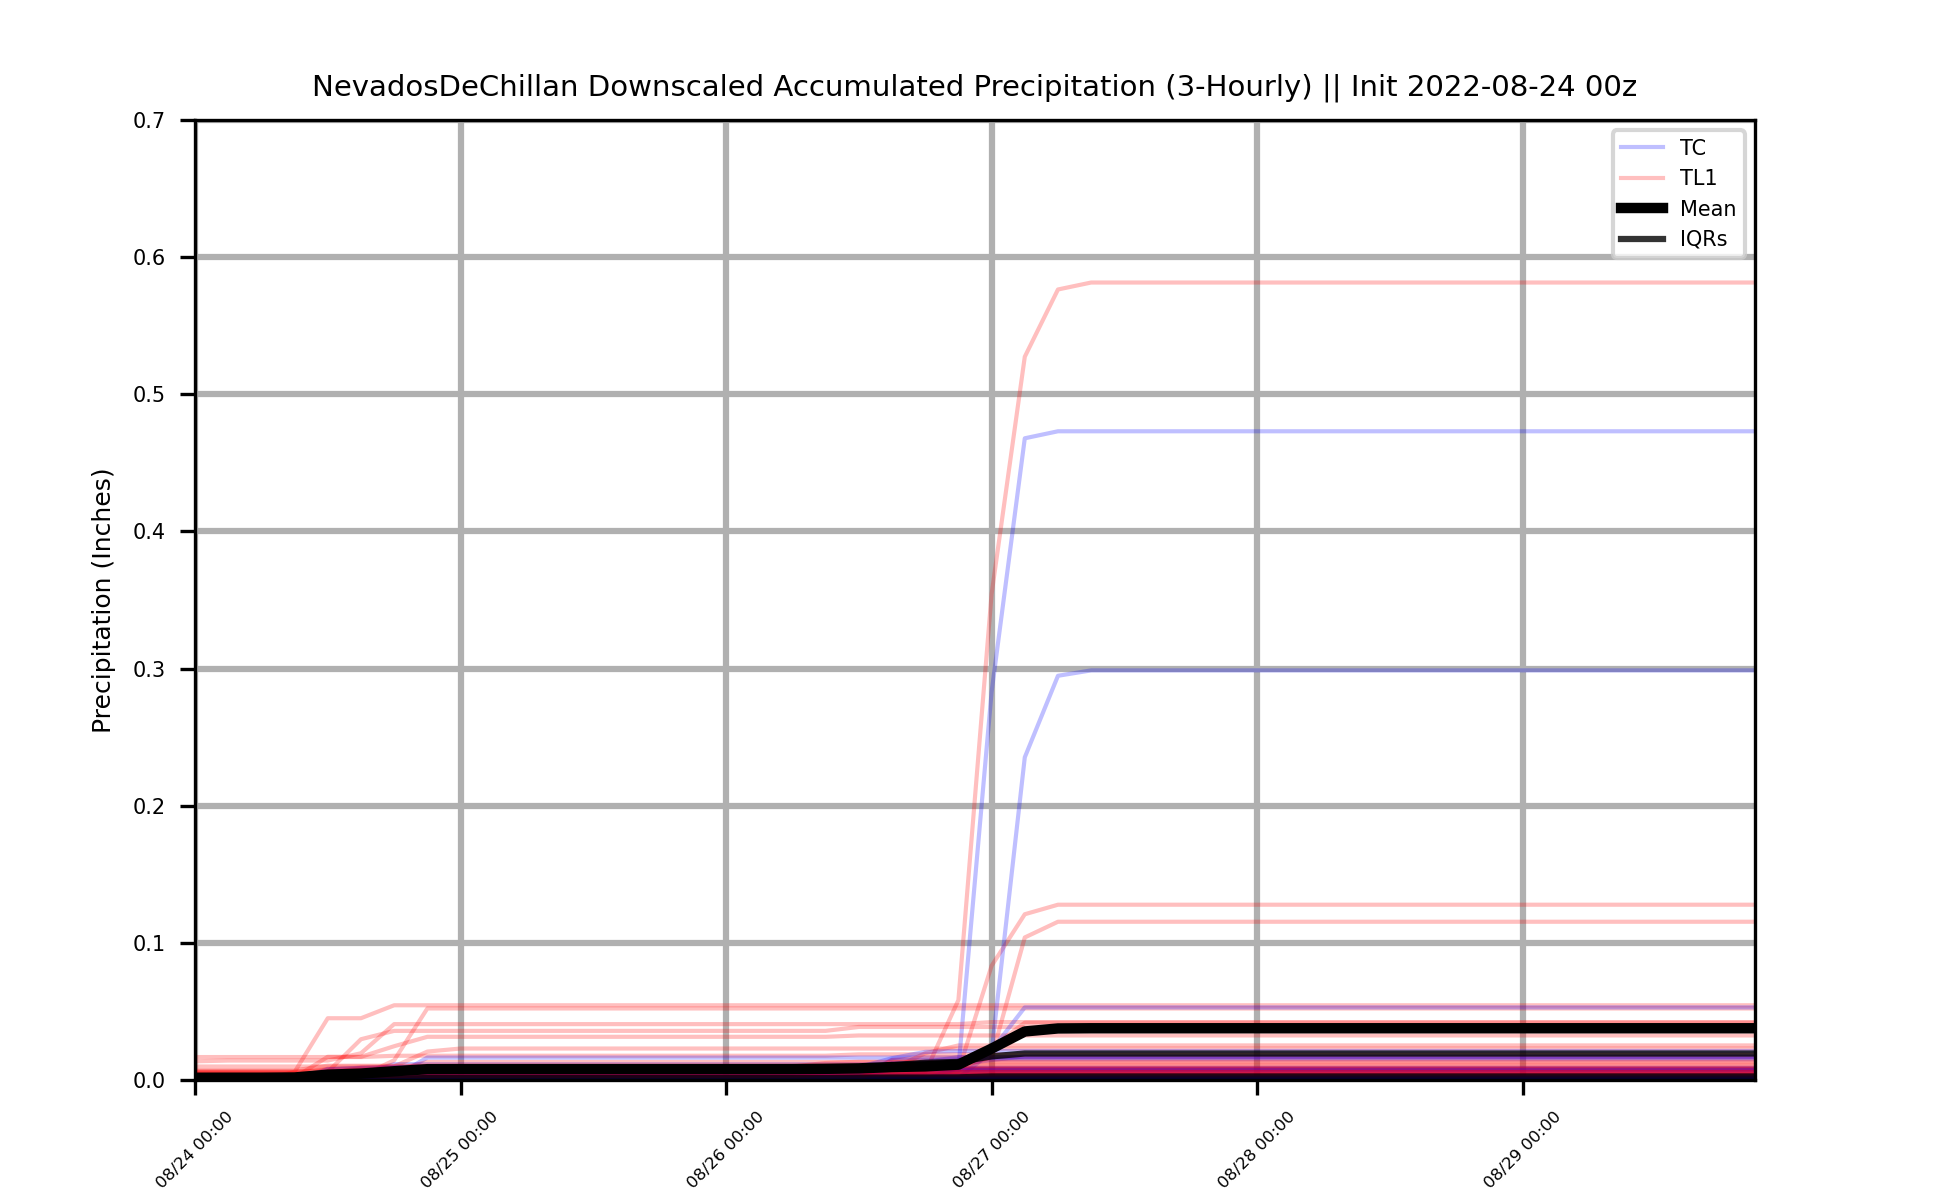 NevadosDeChillan Downscaled Accumulated Precipitation (3-Hourly) || Init 2022-08-24 00z
TC
TL1
Mean
IQRs
Precipitation (Inches)
0.7
0.6
0.5
0.4
0.3
0.2
0.1
0.0
08/24 00:00
08/25 00:00
08/26 00:00
08/27 00:00
08/28 00:00
08/29 00:00